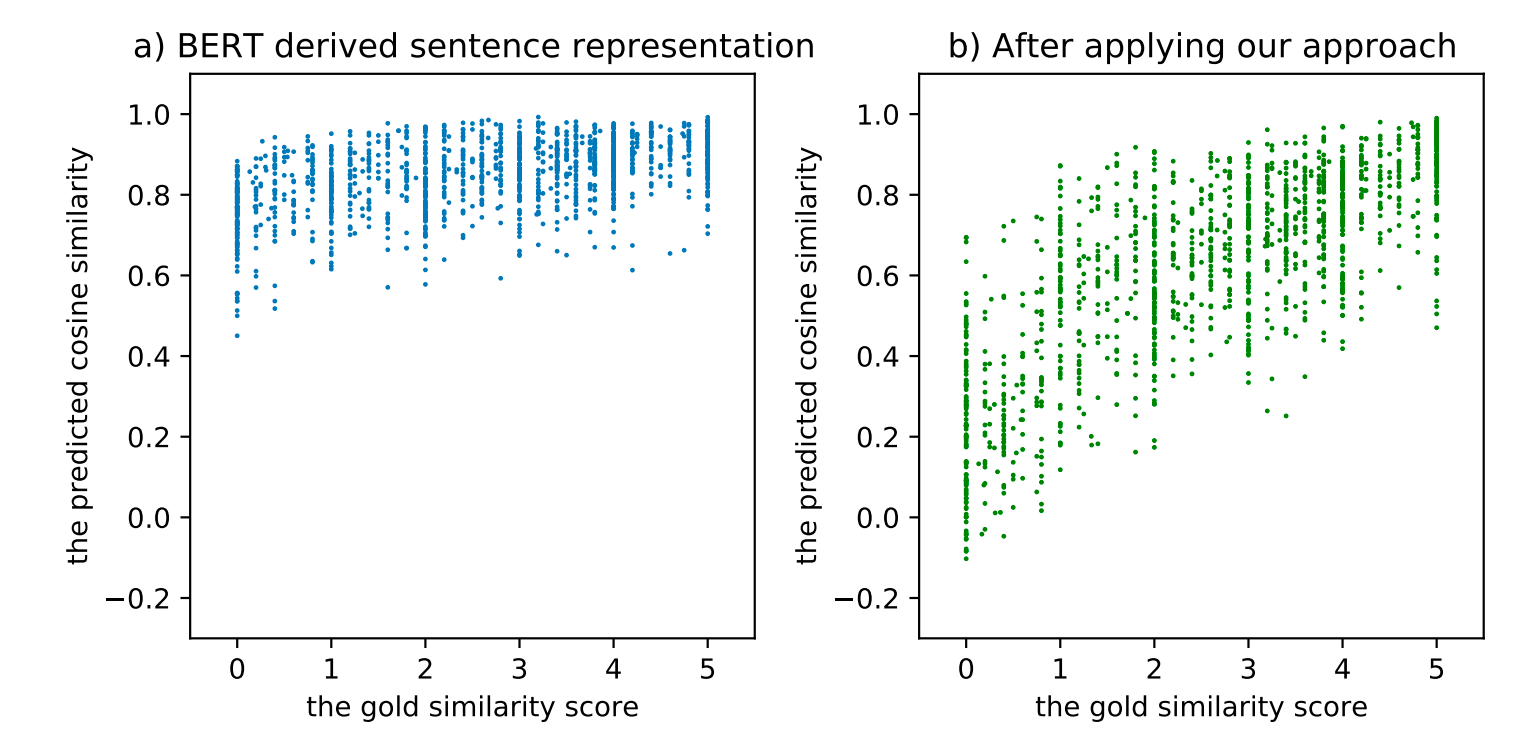 a) BERT derived sentence representation
the predicted cosine similarity
1.0
0.8
0.6
0.4
0.2
0.0
−0.2
0 1 2 3 4 5
the gold similarity score
b) After applying our approach
the predicted cosine similarity
1.0
0.8
0.6
0.4
0.2
0.0
−0.2
0 1 2 3 4 5
the gold similarity score